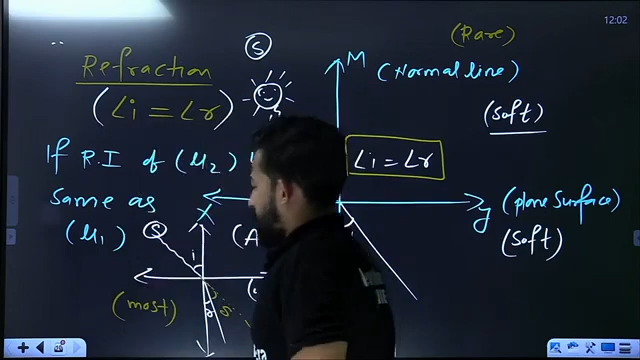 12:02
(Rare)
S
M
Refraction
(Normal line)
(∠i = ∠r)
(Soft)
∠i = ∠r
If R.I of (μ2)
same as
X
y (plane surface)
(μ1)
S
(A
(Soft)
i
(most)
r